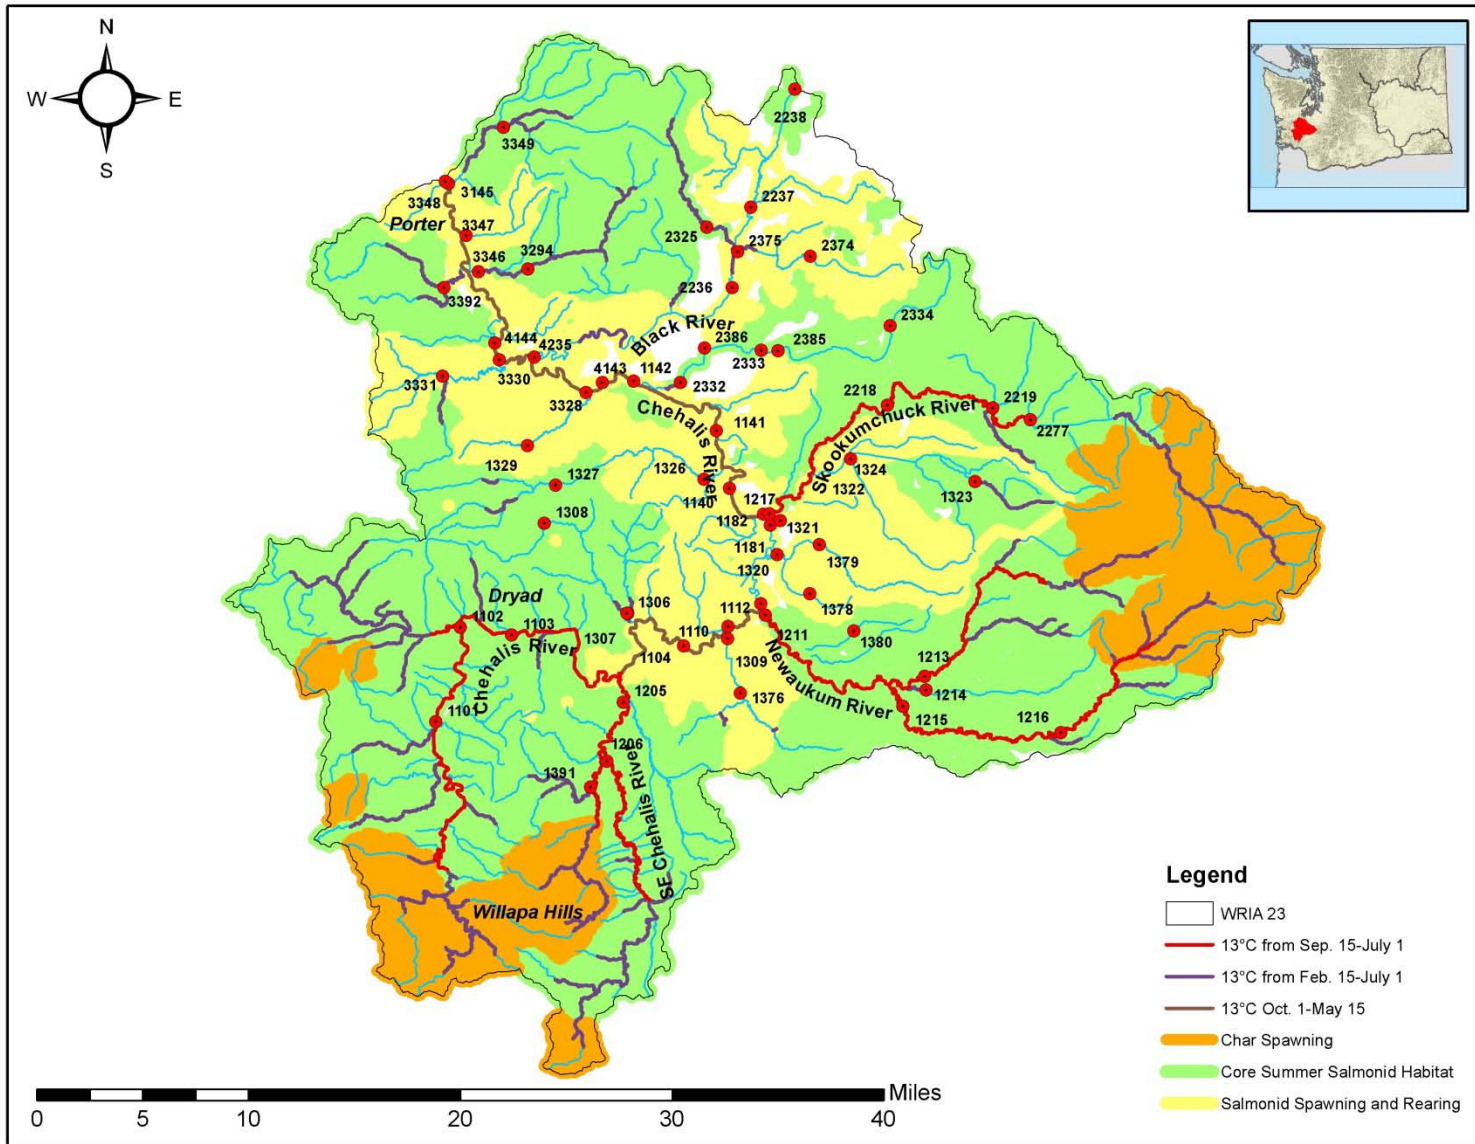 N
W
E
S
2238
3349
3145
3348
Porter
3347
2237
2325
2375
2374
3346
3294
2236
3392
2334
Black River
4144
4235
2386
2333
2385
3331
3330
4143
1142
2332
2218
2219
2277
3328
Chehalis River
1141
Skookumchuck River
1329
1327
1326
1140
1324
1322
1323
1308
1217
1182
1321
1181
1379
1320
Dryad
1306
1378
1102
1103
1307
1112
1110
1211
1380
Chehalis River
1104
1309
Newaukum River
1213
1214
1205
1376
1215
1101
1216
1206
1391
SF Chehalis River
Willapa Hills
Legend
WRIA 23
13°C from Sep. 15-July 1
13°C from Feb. 15-July 1
13°C Oct. 1-May 15
Char Spawning
Core Summer Salmonid Habitat
Salmonid Spawning and Rearing
Miles
0 5 10 20 30 40